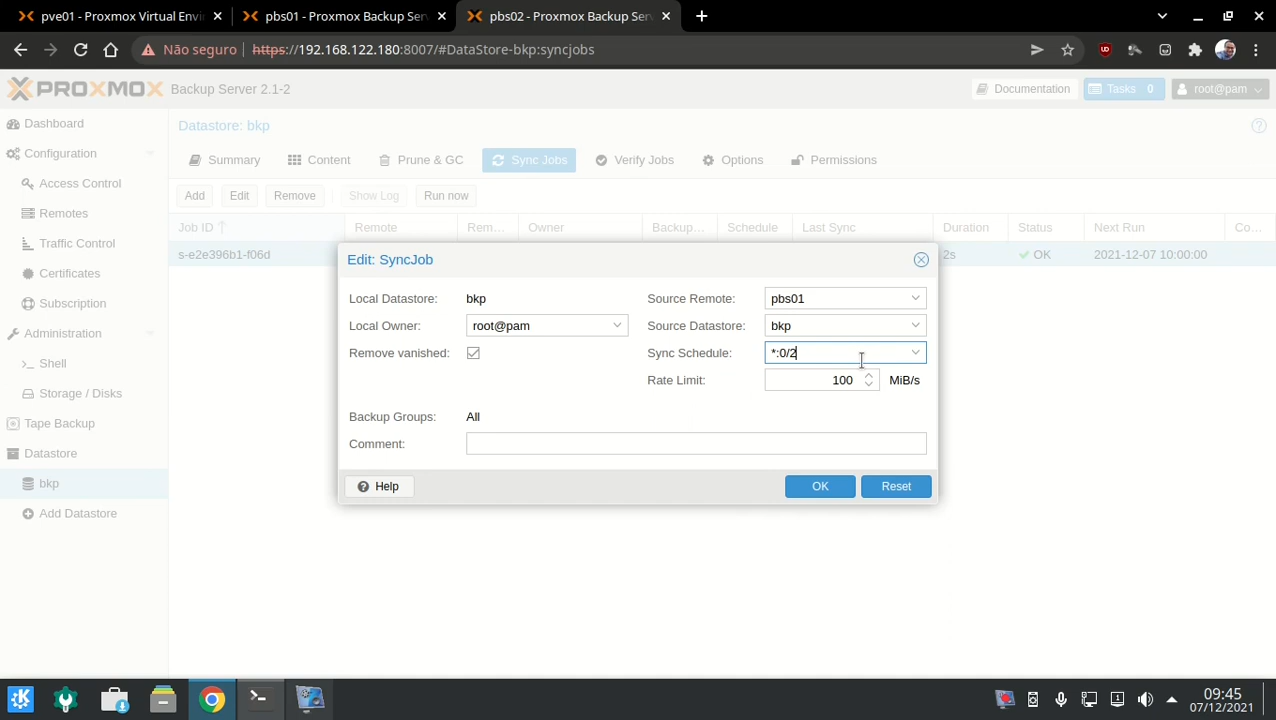 pve01 - Proxmox Virtual Envi
pbs01 - Proxmox Backup Ser
pbs02 - Proxmox Backup Ser
Não seguro
https://192.168.122.180:8007/#DataStore-bkp:syncjobs
PROXMOX Backup Server 2.1-2
Documentation
Tasks 0
root@pam
Dashboard
Configuration
Access Control
Remotes
Traffic Control
Certificates
Subscription
Administration
Shell
Storage / Disks
Tape Backup
Datastore
bkp
Add Datastore
Datastore: bkp
Summary Content Prune & GC Sync Jobs Verify Jobs Options Permissions
Add Edit Remove Show Log Run now
Job ID Remote Rem… Owner Backup… Schedule Last Sync Duration Status Next Run Co…
s-e2e396b1-f06d 2s OK 2021-12-07 10:00:00
Edit: SyncJob
Local Datastore: bkp
Local Owner: root@pam
Remove vanished:
Source Remote: pbs01
Source Datastore: bkp
Sync Schedule: *:0/2
Rate Limit: 100 MiB/s
Backup Groups: All
Comment:
Help OK Reset
09:45
07/12/2021